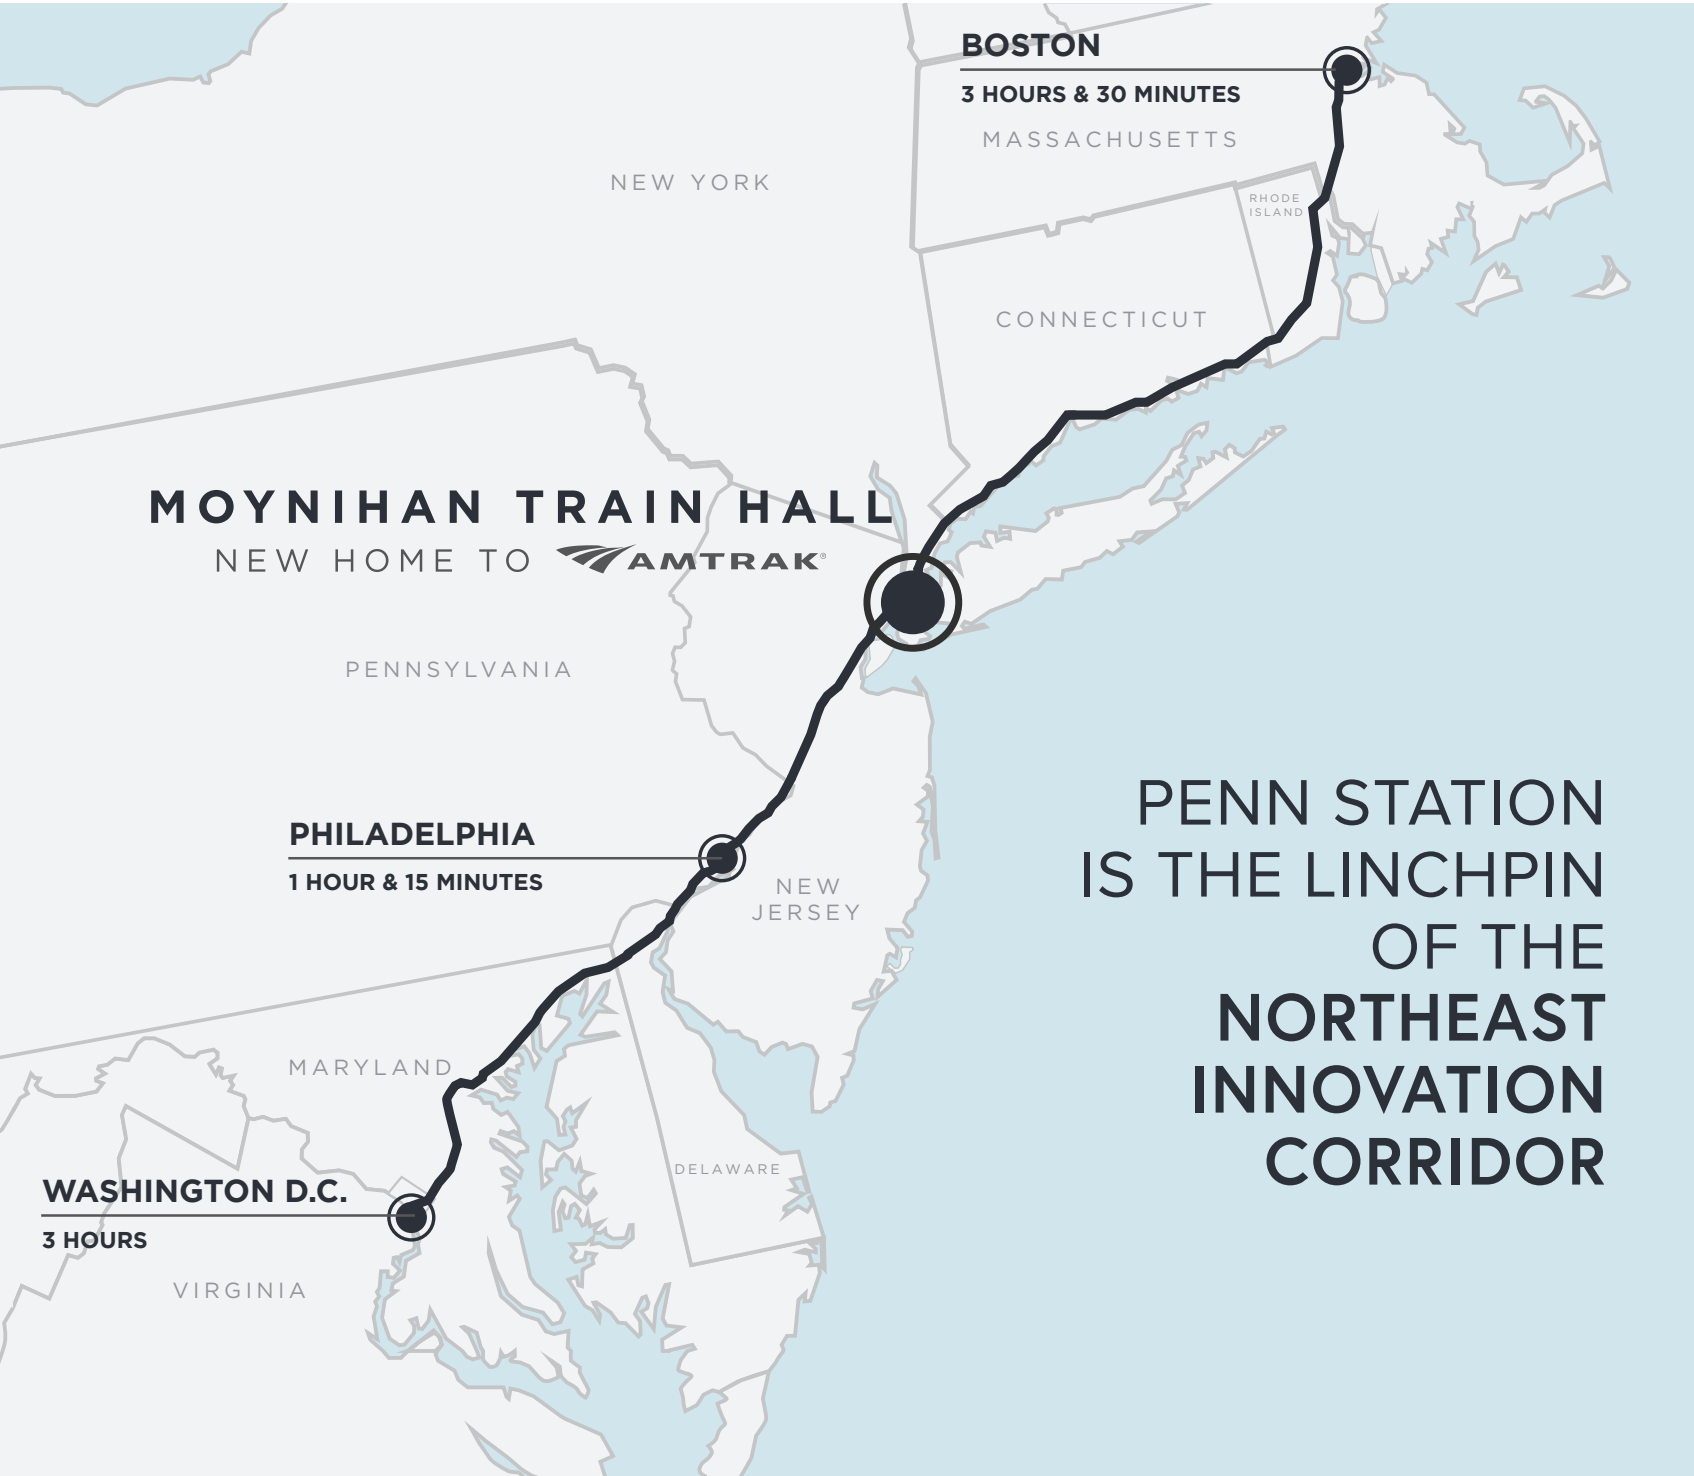 BOSTON
3 HOURS & 30 MINUTES
MASSACHUSETTS
NEW YORK
RHODE
ISLAND
CONNECTICUT
MOYNIHAN TRAIN HALL
NEW HOME TO AMTRAK®
PENNSYLVANIA
PHILADELPHIA
1 HOUR & 15 MINUTES
NEW
JERSEY
PENN STATION
IS THE LINCHPIN
OF THE
NORTHEAST
INNOVATION
CORRIDOR
MARYLAND
DELAWARE
WASHINGTON D.C.
3 HOURS
VIRGINIA